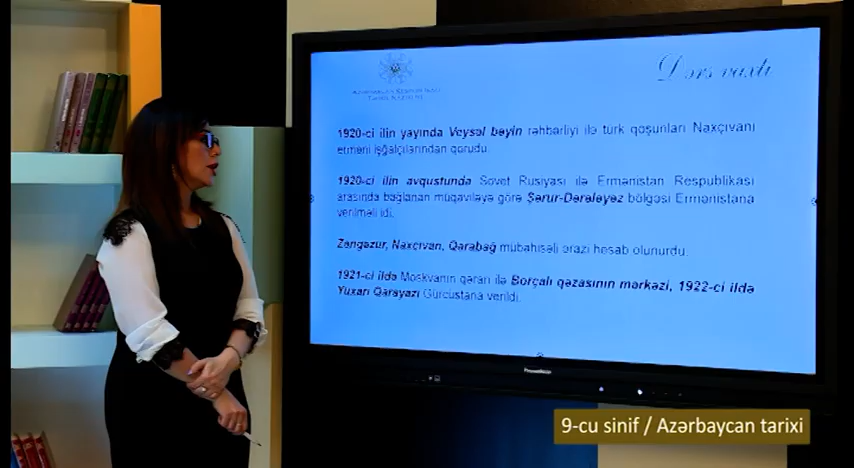 Dərs vaxtı
1920-ci ilin yayında Veysəl bəyin rəhbərliyi ilə türk qoşunları Naxçıvanı
erməni işğalçılarından qorudu.
1920-ci ilin avqustunda Sovet Rusiyası ilə Ermənistan Respublikası
arasında bağlanan müqaviləyə görə Şərur-Dərələyəz bölgəsi Ermənistana
verilməli idi.
Zəngəzur, Naxçıvan, Qarabağ mübahisəli ərazi hesab olunurdu.
1921-ci ildə Moskvanın qərarı ilə Borçalı qəzasının mərkəzi, 1922-ci ildə
Yuxarı Qarayazı Gürcüstana verildi.
9-cu sinif / Azərbaycan tarixi